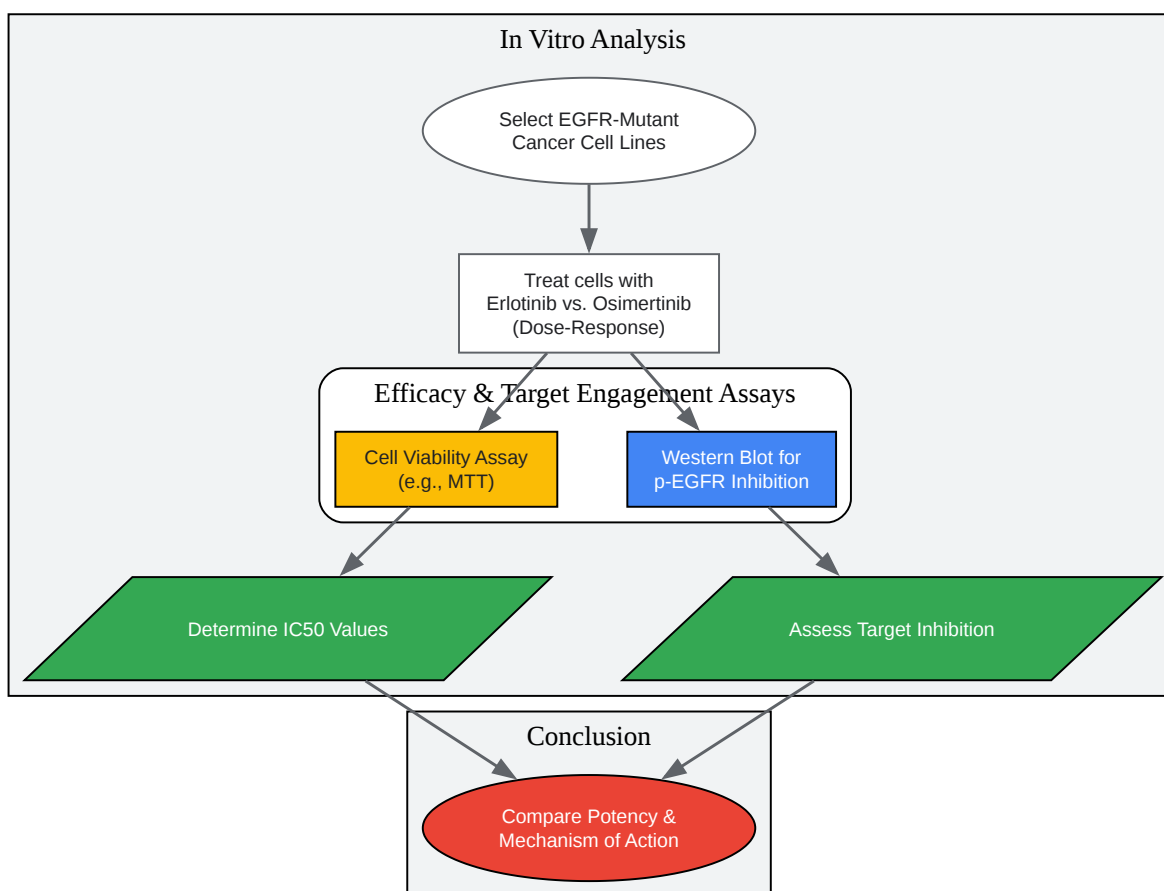 In Vitro Analysis
Select EGFR-Mutant
Cancer Cell Lines
Treat cells with
Erlotinib vs. Osimertinib
(Dose-Response)
Efficacy & Target Engagement Assays
Cell Viability Assay
(e.g., MTT)
Western Blot for
p-EGFR Inhibition
Determine IC50 Values
Assess Target Inhibition
Conclusion
Compare Potency &
Mechanism of Action